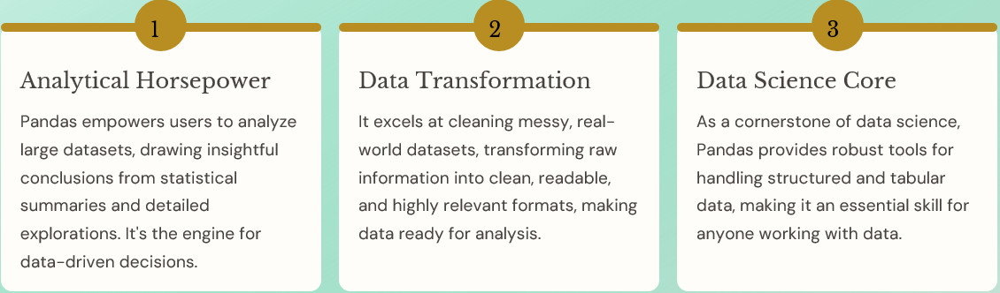 1
Analytical Horsepower
Pandas empowers users to analyze
large datasets, drawing insightful
conclusions from statistical
summaries and detailed
explorations. It's the engine for
data-driven decisions.
2
Data Transformation
It excels at cleaning messy, real-
world datasets, transforming raw
information into clean, readable,
and highly relevant formats, making
data ready for analysis.
3
Data Science Core
As a cornerstone of data science,
Pandas provides robust tools for
handling structured and tabular
data, making it an essential skill for
anyone working with data.